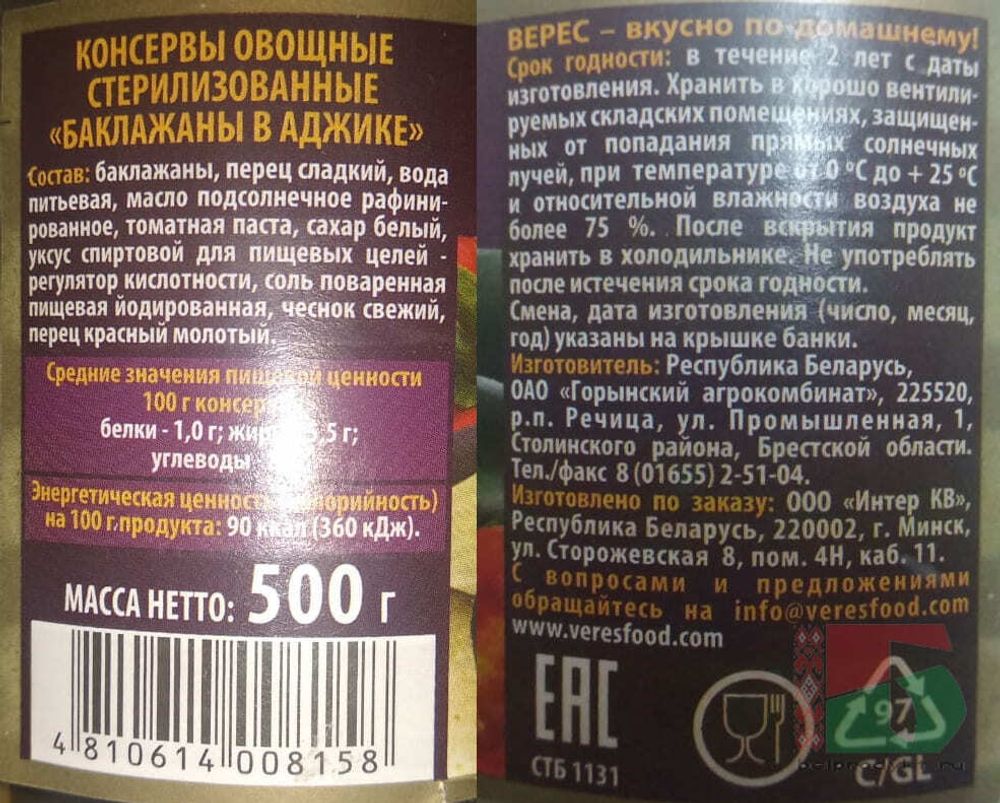 КОНСЕРВЫ ОВОЩНЫЕ
СТЕРИЛИЗОВАННЫЕ
«БАКЛАЖАНЫ В АДЖИКЕ»
Состав: баклажаны, перец сладкий, вода
питьевая, масло подсолнечное рафини-
рованное, томатная паста, сахар белый,
уксус спиртовой для пищевых целей -
регулятор кислотности, соль поваренная
пищевая йодированная, чеснок свежий,
перец красный молотый.
Средние значения пищевой ценности
100 г
белки - 1,0 г; ,5 г;
углеводы
Энергетическая ценность (калорийность)
на 100 г.продукта: 90 ккал (360 кДж).
МАССА НЕТТО: 500 г
4 810614 008158
ВЕРЕС – вкусно по-домашнему!
Срок годности: в течение 2 лет с даты
изготовления. Хранить в хорошо вентили-
руемых складских помещениях, защищен-
ных от попадания прямых солнечных
лучей, при температуре от 0 °С до + 25 °С
и относительной влажности воздуха не
более 75 %. После вскрытия продукт
хранить в холодильнике. Не употреблять
после истечения срока годности.
Смена, дата изготовления (число, месяц,
год) указаны на крышке банки.
Изготовитель: Республика Беларусь,
ОАО «Горынский агрокомбинат», 225520,
р.п. Речица, ул. Промышленная, 1,
Столинского района, Брестской области.
Тел./факс 8 (01655) 2-51-04.
Изготовлено по заказу: ООО «Интер КВ»,
Республика Беларусь, 220002, г. Минск,
ул. Сторожевская 8, пом. 4Н, каб. 11.
С вопросами и предложениями
обращайтесь на info@veresfood.com
www.veresfood.com
EAC
СТБ 1131
97
C/GL